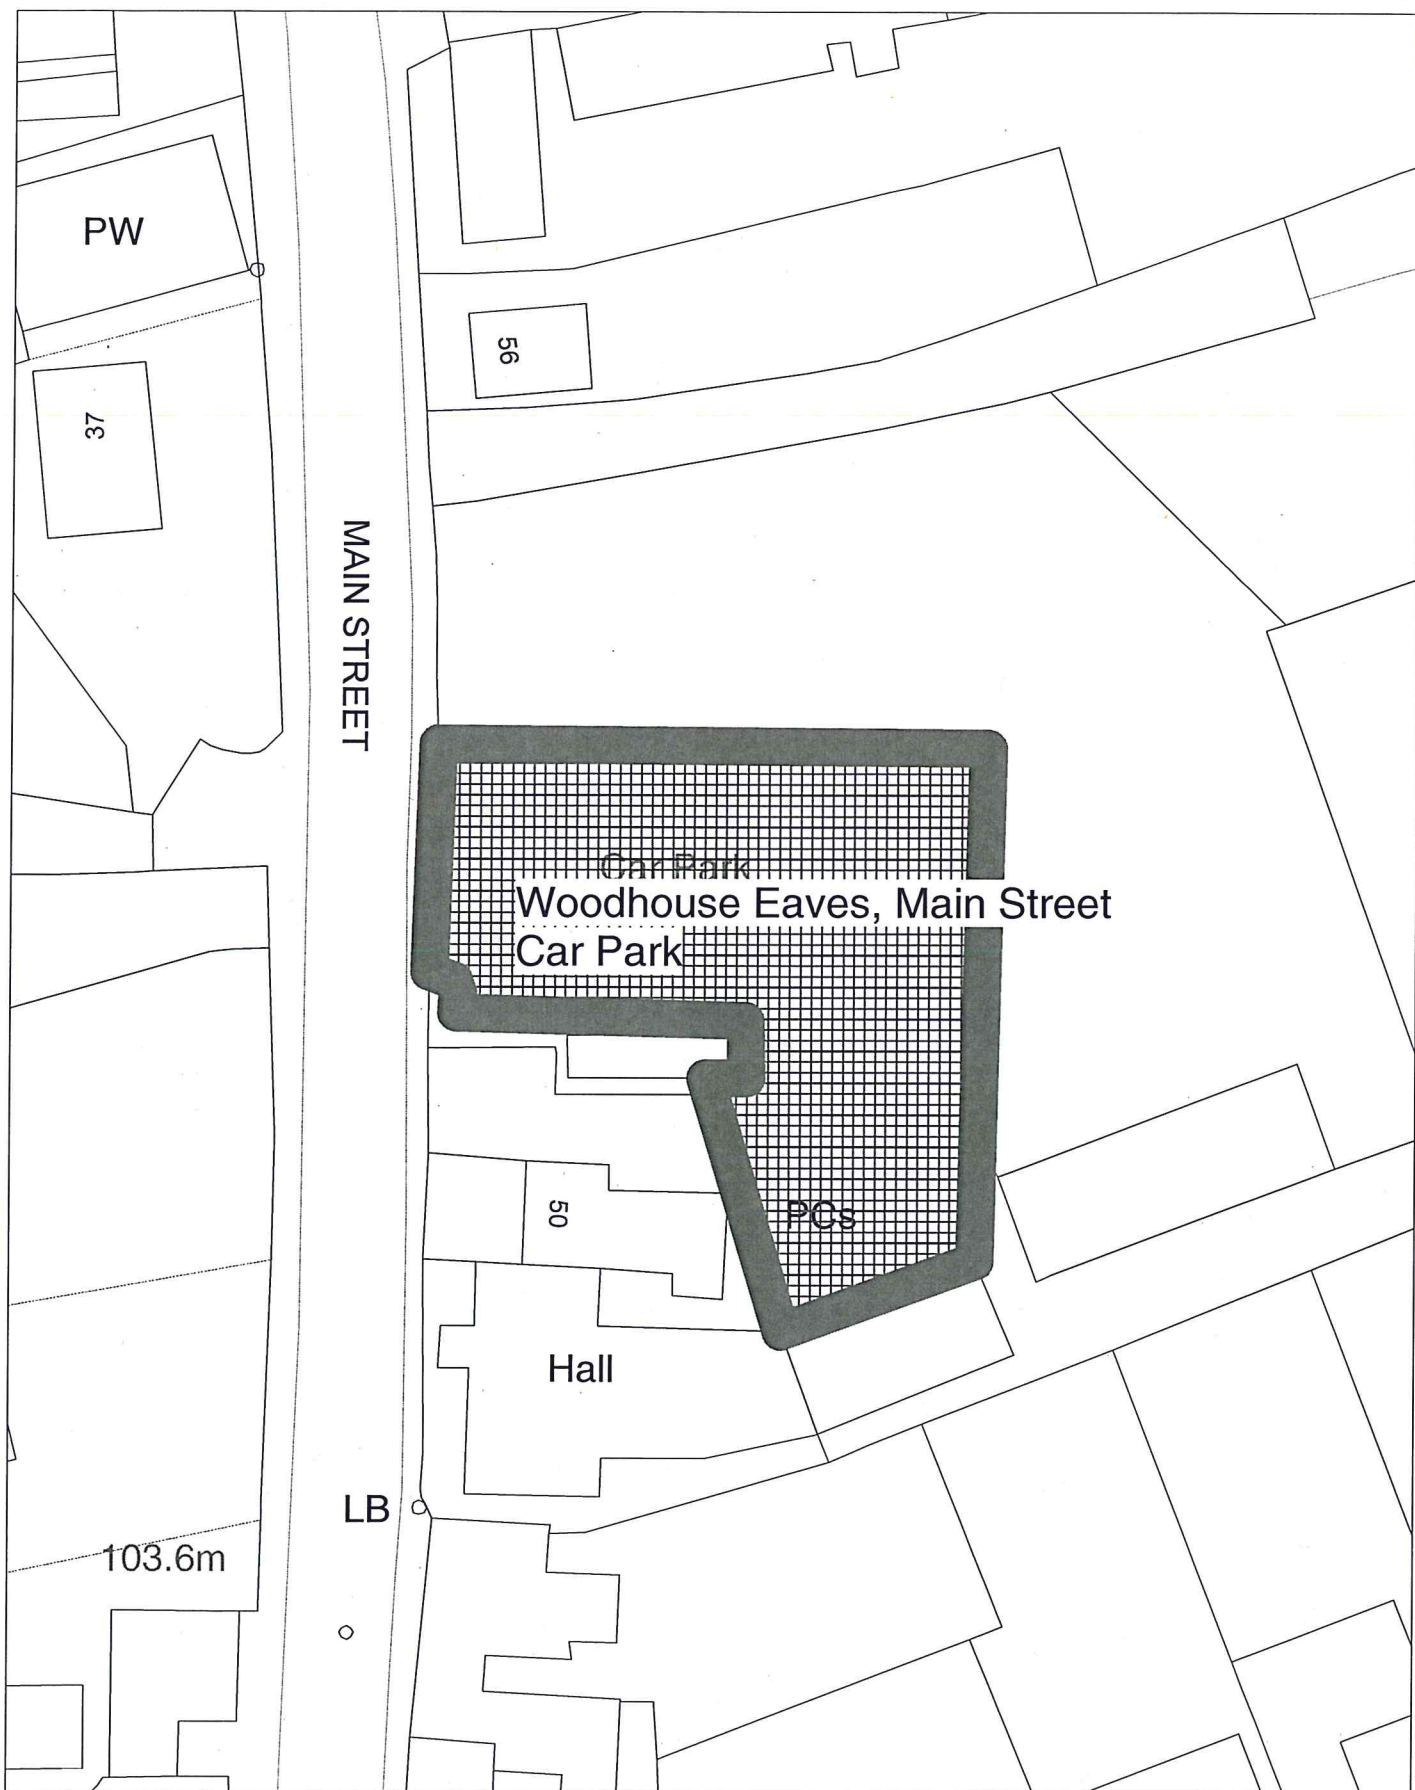 PW
56
37
MAIN STREET
Car Park
Woodhouse Eaves, Main Street
Car Park
PCs
50
Hall
LB
103.6m